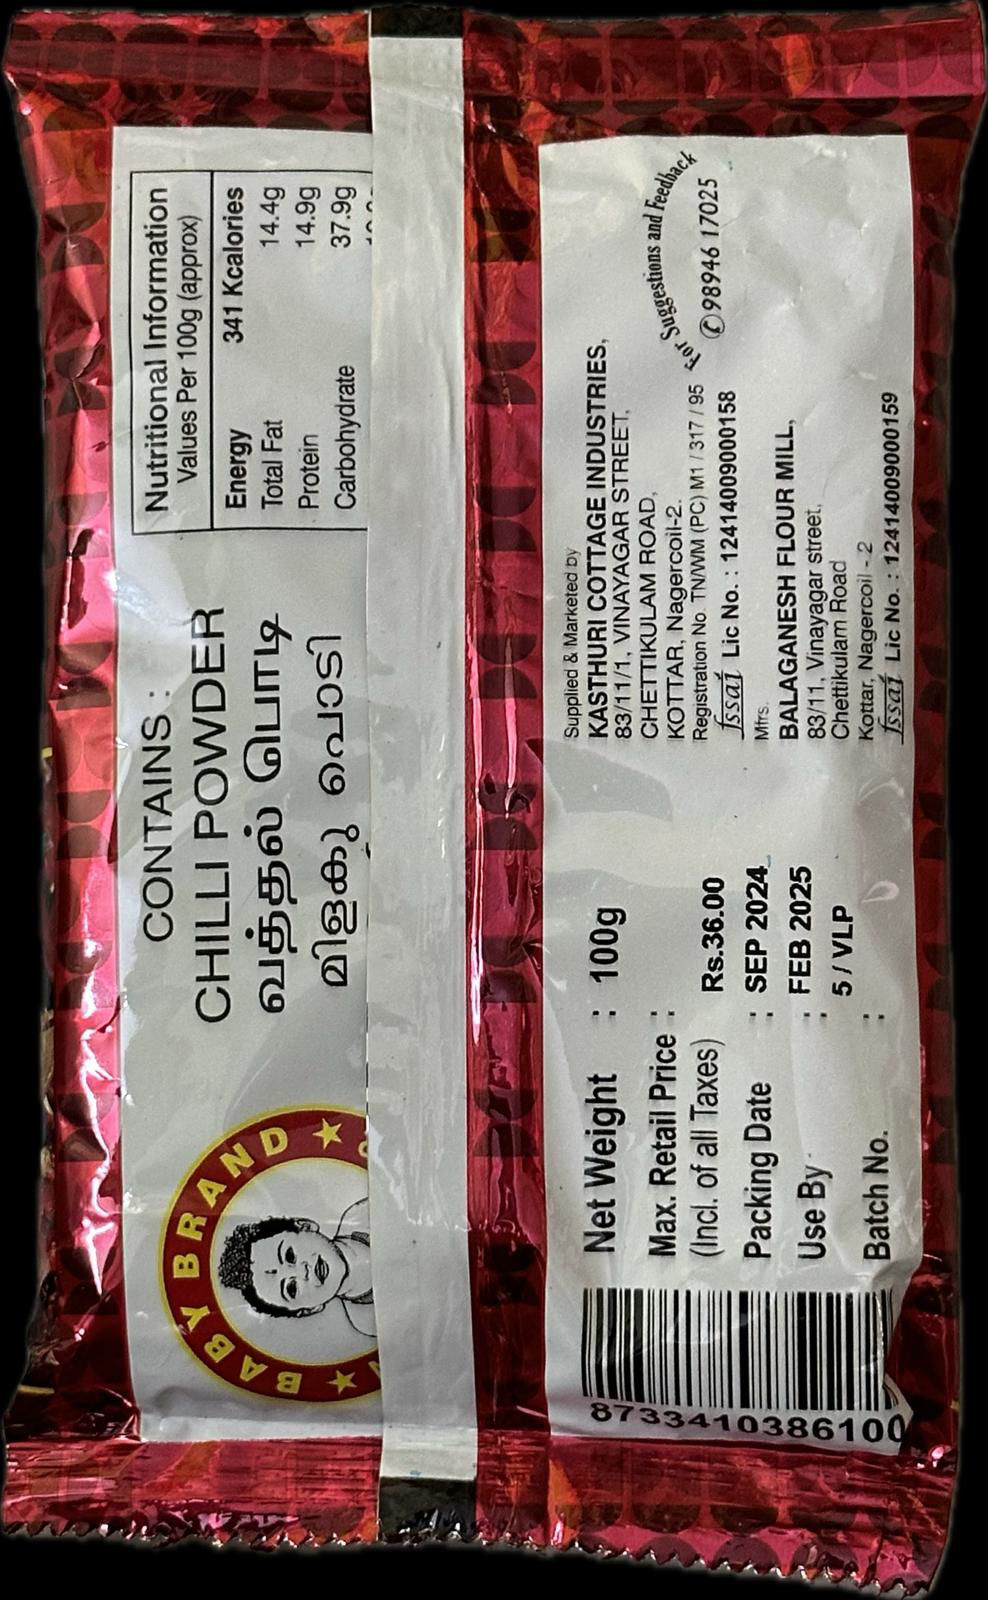 BABY BRAND
CONTAINS :
CHILLI POWDER
வத்தல் பொடி
മിളകു പൊടി
Nutritional Information
Values Per 100g (approx)
Energy 341 Kcalories
Total Fat 14.4g
Protein 14.9g
Carbohydrate 37.9g
8733410386100
Net Weight : 100g
Max. Retail Price :
(Incl. of all Taxes) Rs.36.00
Packing Date : SEP 2024
Use By : FEB 2025
Batch No. : 5 / VLP
Supplied & Marketed by
KASTHURI COTTAGE INDUSTRIES,
83/11/1, VINAYAGAR STREET,
CHETTIKULAM ROAD,
KOTTAR, Nagercoil-2.
Registration No. TN/WM (PC) M1 / 317 / 95
fssai Lic No. : 12414009000158
Mfrs.
BALAGANESH FLOUR MILL,
83/11, Vinayagar street,
Chettikulam Road
Kottar, Nagercoil - 2
fssai Lic No. : 12414009000159
For Suggestions and Feedback
✆ 98946 17025